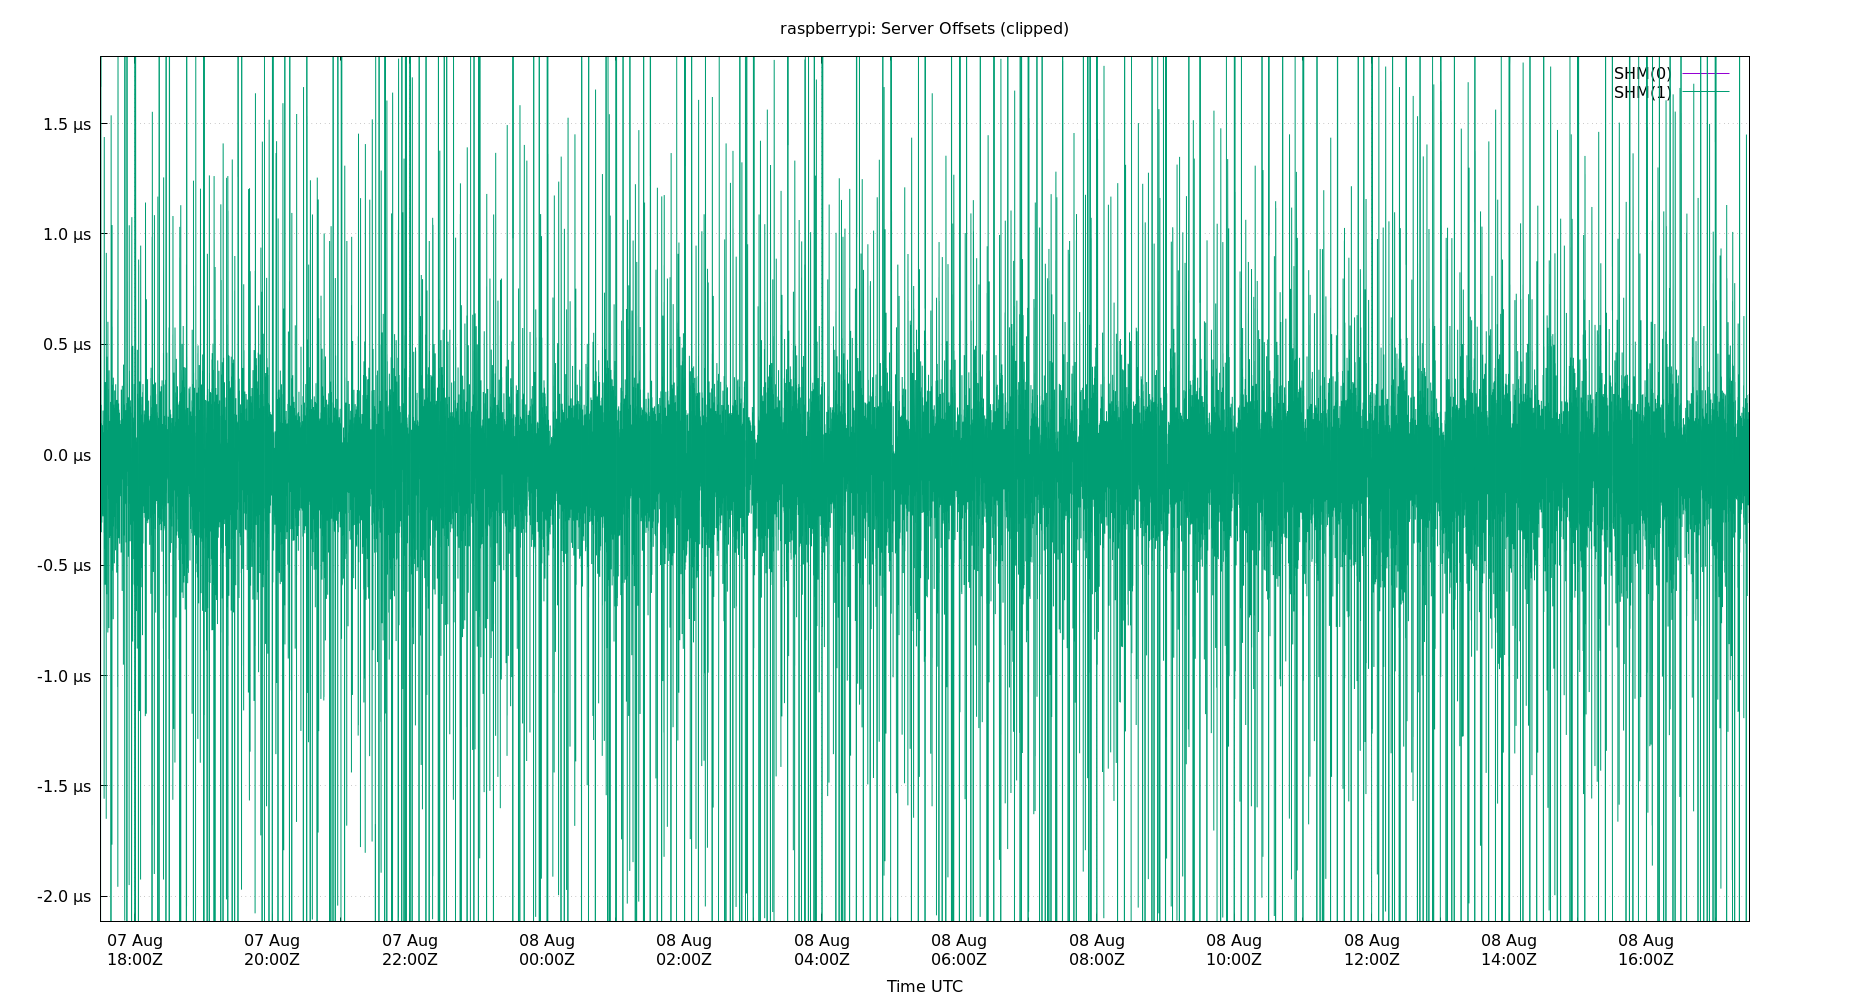 raspberrypi: Server Offsets (clipped)
SHM(0)
SHM(1)
1.5 µs
1.0 µs
0.5 µs
0.0 µs
-0.5 µs
-1.0 µs
-1.5 µs
-2.0 µs
07 Aug 07 Aug 07 Aug 08 Aug 08 Aug 08 Aug 08 Aug 08 Aug 08 Aug 08 Aug 08 Aug 08 Aug
18:00Z 20:00Z 22:00Z 00:00Z 02:00Z 04:00Z 06:00Z 08:00Z 10:00Z 12:00Z 14:00Z 16:00Z
Time UTC